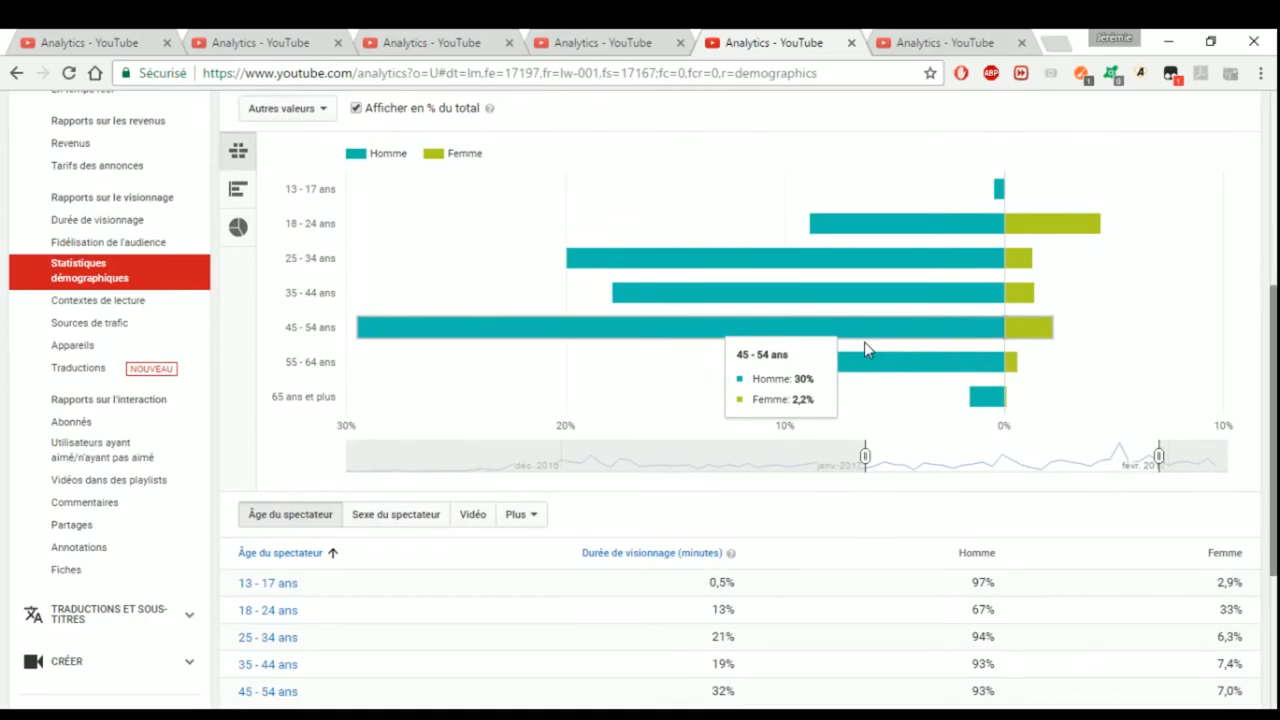 Analytics - YouTube
Analytics - YouTube
Analytics - YouTube
Analytics - YouTube
Analytics - YouTube
Analytics - YouTube
Jérémie
Sécurisé
https://www.youtube.com/analytics?o=U#dt=lm,fe=17197,fr=lw-001,fs=17167;fc=0,fcr=0,r=demographics
ABP
En temps réel
Rapports sur les revenus
Revenus
Tarifs des annonces
Rapports sur le visionnage
Durée de visionnage
Fidélisation de l'audience
Statistiques
démographiques
Contextes de lecture
Sources de trafic
Appareils
Traductions NOUVEAU
Rapports sur l'interaction
Abonnés
Utilisateurs ayant
aimé/n'ayant pas aimé
Vidéos dans des playlists
Commentaires
Partages
Annotations
Fiches
TRADUCTIONS ET SOUS-
TITRES
CRÉER
Autres valeurs
Afficher en % du total
Homme Femme
13 - 17 ans
18 - 24 ans
25 - 34 ans
35 - 44 ans
45 - 54 ans
55 - 64 ans
65 ans et plus
45 - 54 ans
Homme: 30%
Femme: 2,2%
30% 20% 10% 0% 10%
déc. 2016 janv. 2017 févr. 20
Âge du spectateur Sexe du spectateur Vidéo Plus
Âge du spectateur Durée de visionnage (minutes) Homme Femme
13 - 17 ans 0,5% 97% 2,9%
18 - 24 ans 13% 67% 33%
25 - 34 ans 21% 94% 6,3%
35 - 44 ans 19% 93% 7,4%
45 - 54 ans 32% 93% 7,0%